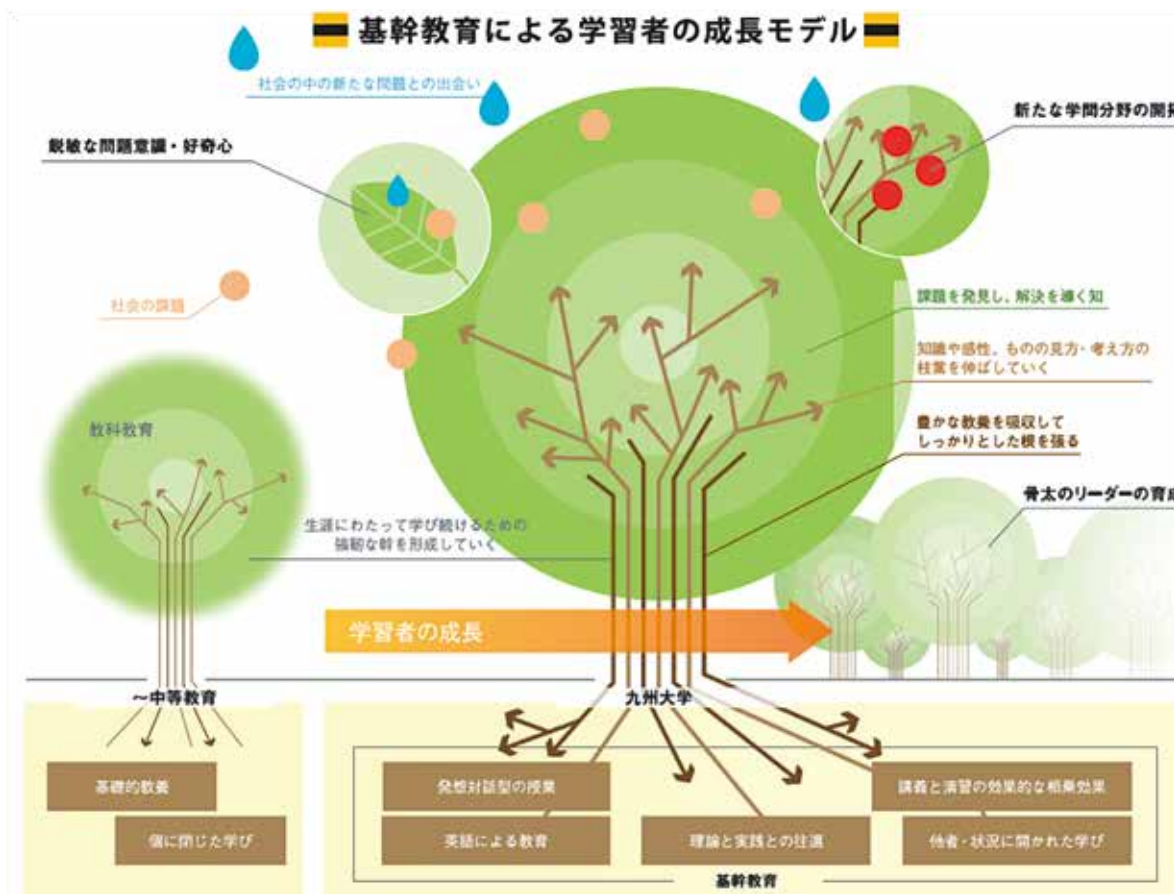 基幹教育による学習者の成長モデル
社会の中の新たな問題との出会い
新たな学問分野の開拓
鋭敏な問題意識・好奇心
社会の課題
課題を発見し、解決を導く知
知識や感性、ものの見方・考え方の
枝葉を伸ばしていく
豊かな教養を吸収して
しっかりとした根を張る
教科教育
骨太のリーダーの育成
生涯にわたって学び続けるための
強靭な幹を形成していく
学習者の成長
〜中等教育
九州大学
基礎的教養
個に閉じた学び
発想対話型の授業
講義と演習の効果的な相乗効果
英語による教育
理論と実践との往還
他者・状況に開かれた学び
基幹教育